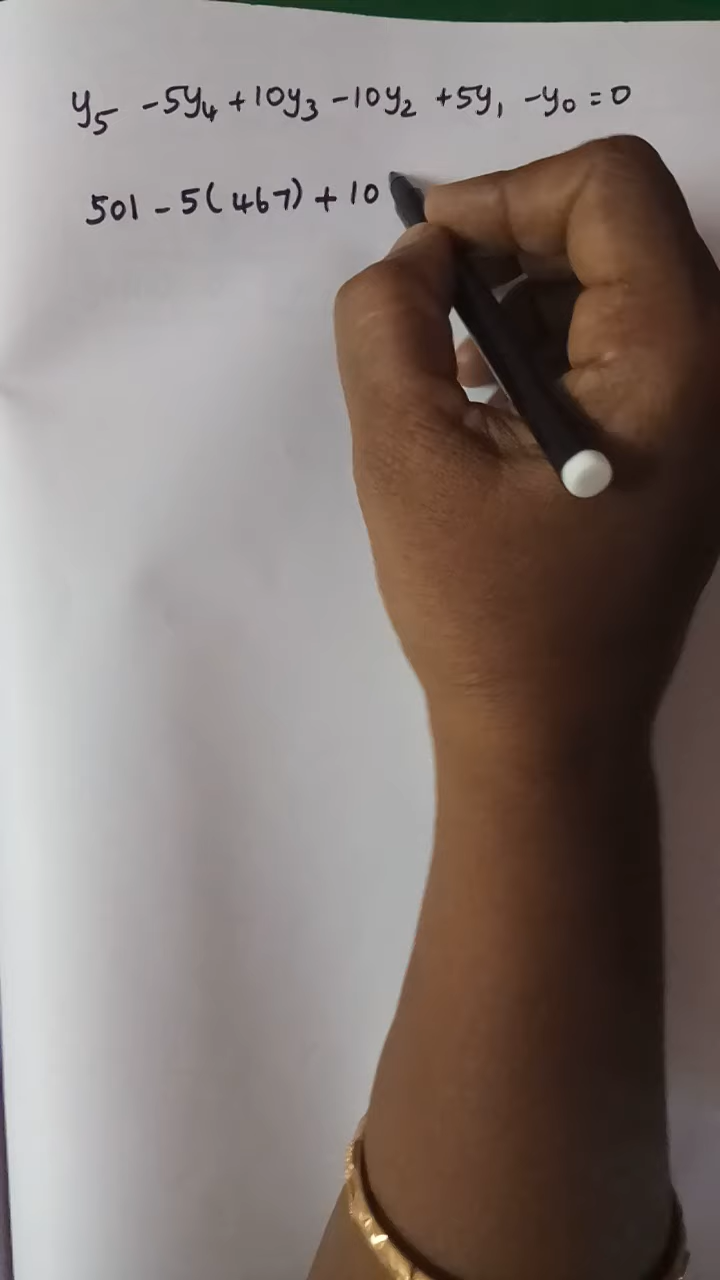 y₅ -5y₄ +10y₃ -10y₂ +5y₁ -y₀ = 0
501 - 5(467) + 10